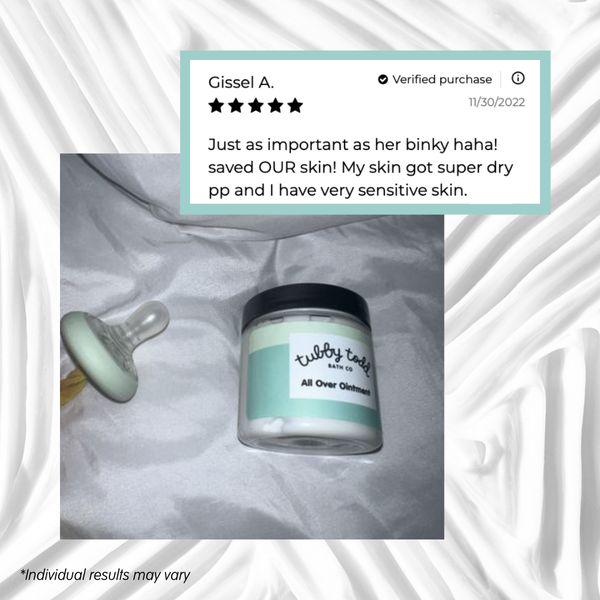 Gissel A.
Verified purchase
11/30/2022
Just as important as her binky haha!
saved OUR skin! My skin got super dry
pp and I have very sensitive skin.
tubby todd
BATH CO
All Over Ointment
*Individual results may vary